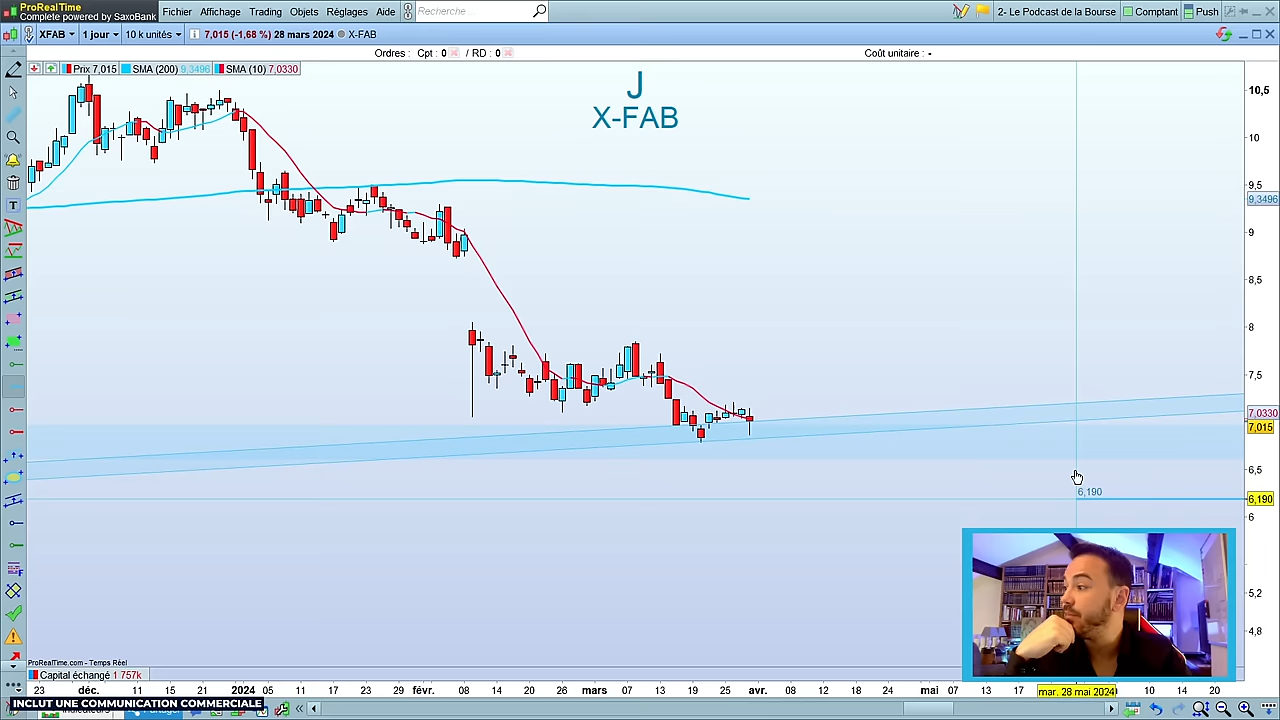 ProRealTime
Complete powered by SaxoBank
Fichier Affichage Trading Objets Réglages Aide
Recherche
2- Le Podcast de la Bourse
Comptant
Push
XFAB
1 jour
10 k unités
7,015 (-1,68 %) 28 mars 2024
X-FAB
Ordres : Cpt : 0 / RD : 0
Coût unitaire : -
Prix 7,015
SMA (200) 9,3496
SMA (10) 7,0330
J
X-FAB
10,5
10
9,5
9,3496
9
8,5
8
7,5
7,0330
7,015
6,5
6,190
6,190
6
5,2
4,8
ProRealTime.com - Temps Réel
Capital échangé 1 757k
23 déc. 11 15 21 2024 05 11 17 23 29 févr. 08 14 20 26 mars 07 13 19 25 avr. 08 12 18 24 mai 07 13 17 mar. 28 mai 2024 10 14 20
INCLUT UNE COMMUNICATION COMMERCIALE